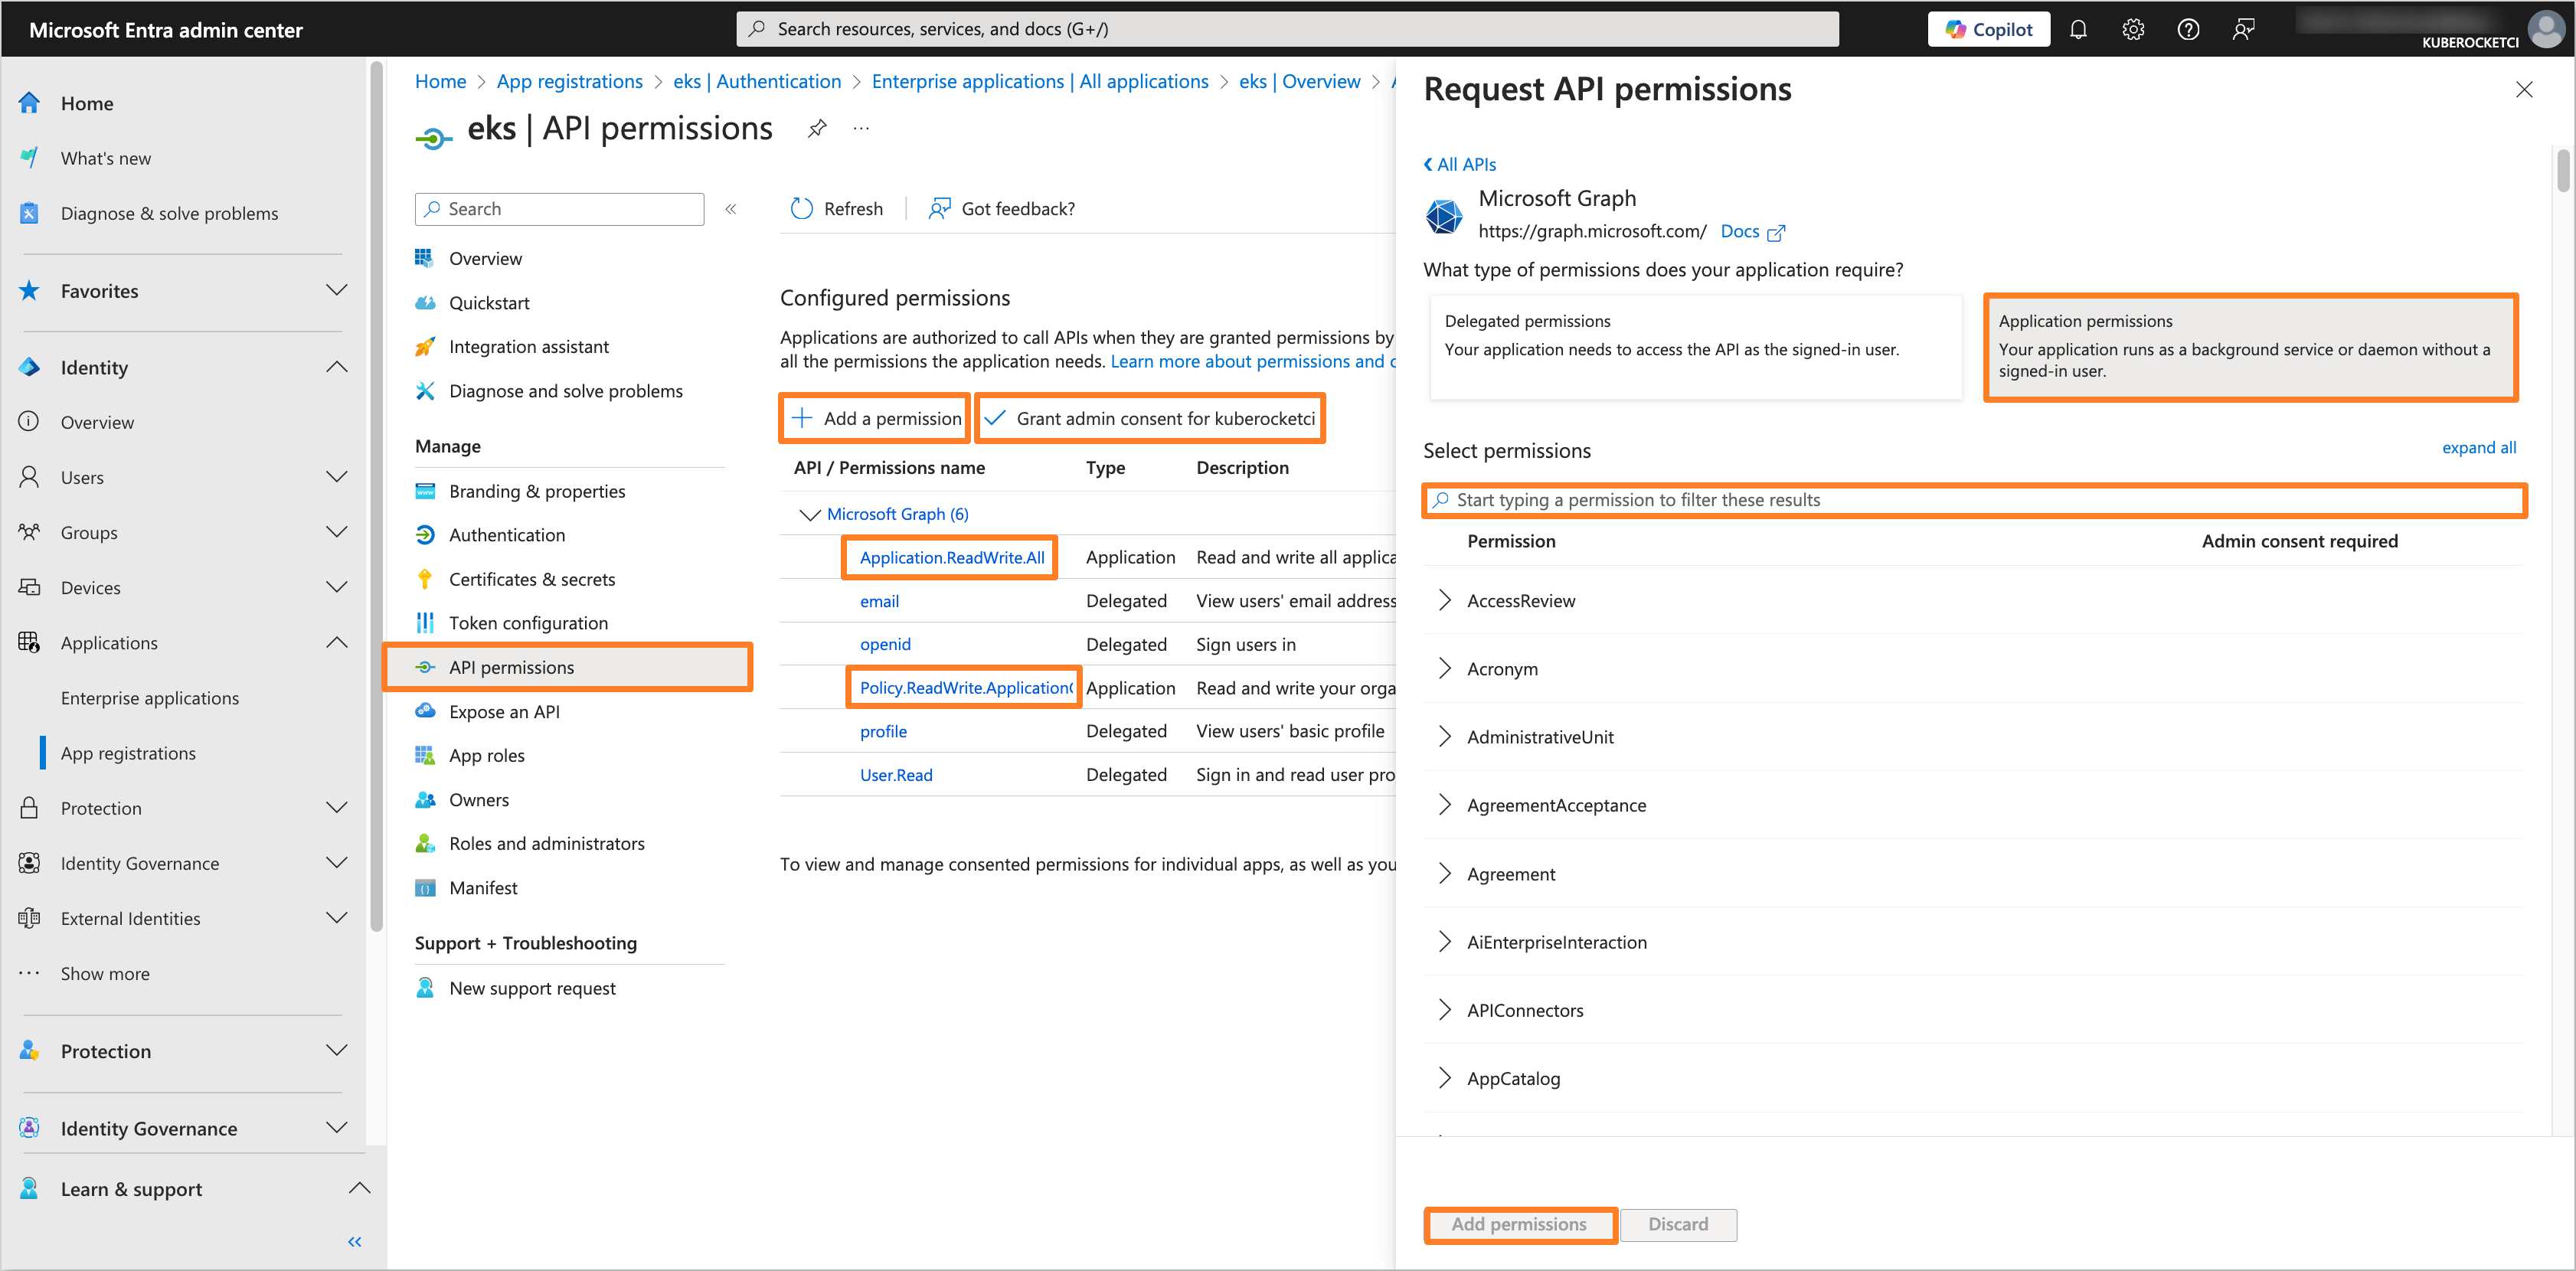 Microsoft Entra admin center
Search resources, services, and docs (G+/)
Copilot
KUBEROCKETCI
Home
What's new
Diagnose & solve problems
Favorites
Identity
Overview
Users
Groups
Devices
Applications
Enterprise applications
App registrations
Protection
Identity Governance
External Identities
Show more
Protection
Identity Governance
Learn & support
Home > App registrations > eks | Authentication > Enterprise applications | All applications > eks | Overview >
eks | API permissions
Search
Overview
Quickstart
Integration assistant
Diagnose and solve problems
Manage
Branding & properties
Authentication
Certificates & secrets
Token configuration
API permissions
Expose an API
App roles
Owners
Roles and administrators
Manifest
Support + Troubleshooting
New support request
Refresh
Got feedback?
Configured permissions
Applications are authorized to call APIs when they are granted permissions by
all the permissions the application needs. Learn more about permissions and c
Add a permission
Grant admin consent for kuberocketci
API / Permissions name Type Description
Microsoft Graph (6)
Application.ReadWrite.All Application Read and write all applica
email Delegated View users' email address
openid Delegated Sign users in
Policy.ReadWrite.Application Application Read and write your orga
profile Delegated View users' basic profile
User.Read Delegated Sign in and read user pro
To view and manage consented permissions for individual apps, as well as you
Request API permissions
All APIs
Microsoft Graph
https://graph.microsoft.com/ Docs
What type of permissions does your application require?
Delegated permissions
Your application needs to access the API as the signed-in user.
Application permissions
Your application runs as a background service or daemon without a
signed-in user.
Select permissions
expand all
Start typing a permission to filter these results
Permission Admin consent required
AccessReview
Acronym
AdministrativeUnit
AgreementAcceptance
Agreement
AiEnterpriseInteraction
APIConnectors
AppCatalog
Add permissions
Discard